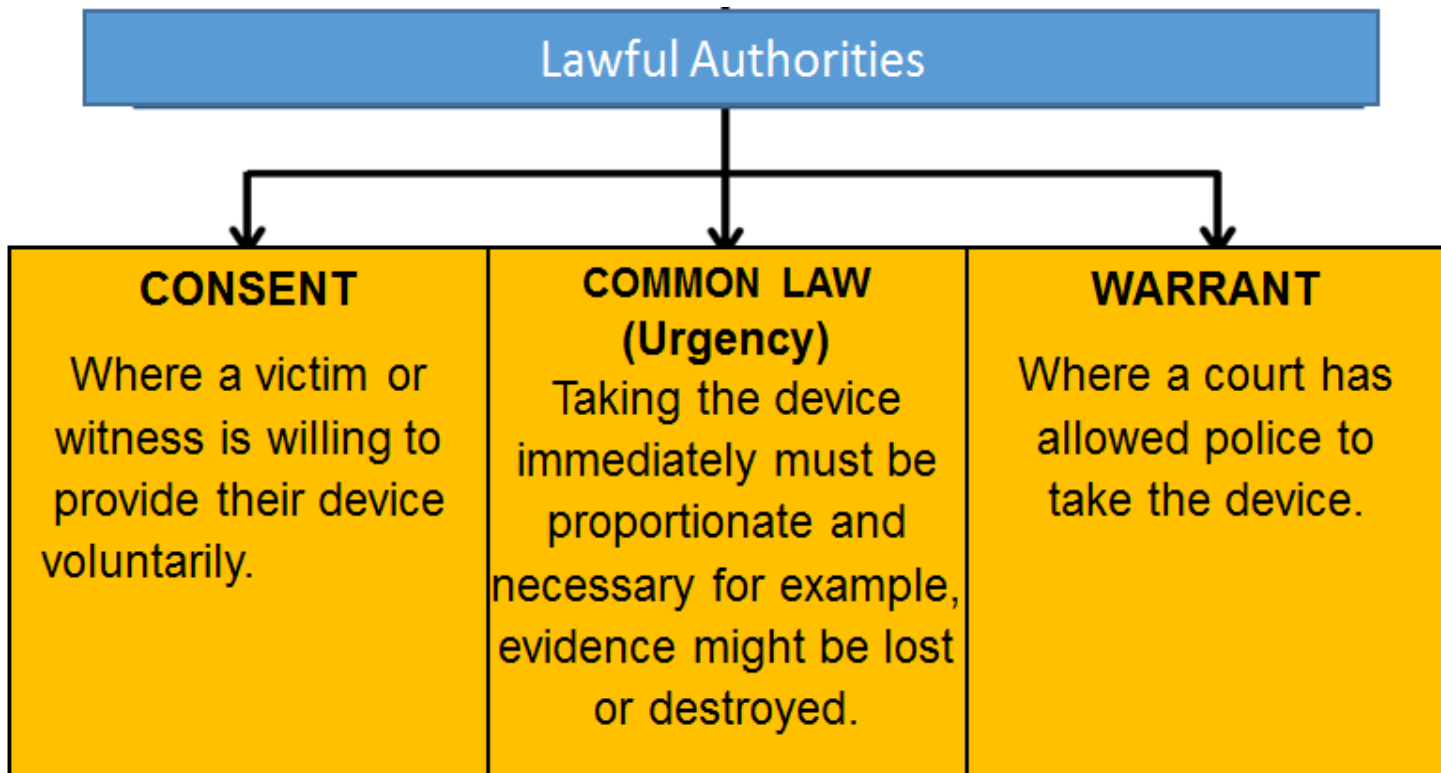 Lawful Authorities
CONSENT
Where a victim or
witness is willing to
provide their device
voluntarily.
COMMON LAW
(Urgency)
Taking the device
immediately must be
proportionate and
necessary for example,
evidence might be lost
or destroyed.
WARRANT
Where a court has
allowed police to
take the device.